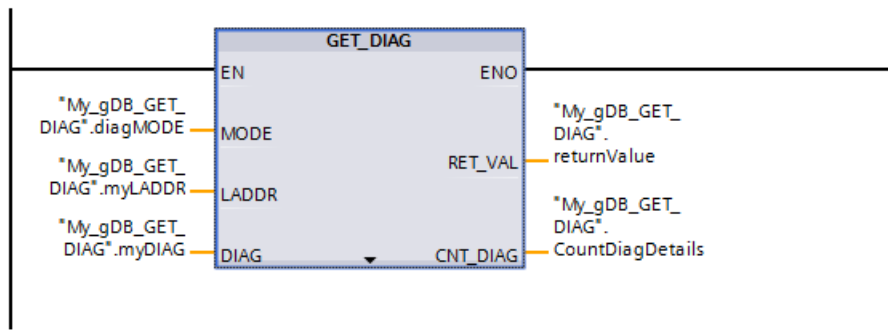 GET_DIAG
EN
ENO
"My_gDB_GET_
DIAG".diagMODE
MODE
"My_gDB_GET_
DIAG".
returnValue
RET_VAL
"My_gDB_GET_
DIAG".myLADDR
LADDR
"My_gDB_GET_
DIAG".myDIAG
DIAG
CNT_DIAG
"My_gDB_GET_
DIAG".
CountDiagDetails